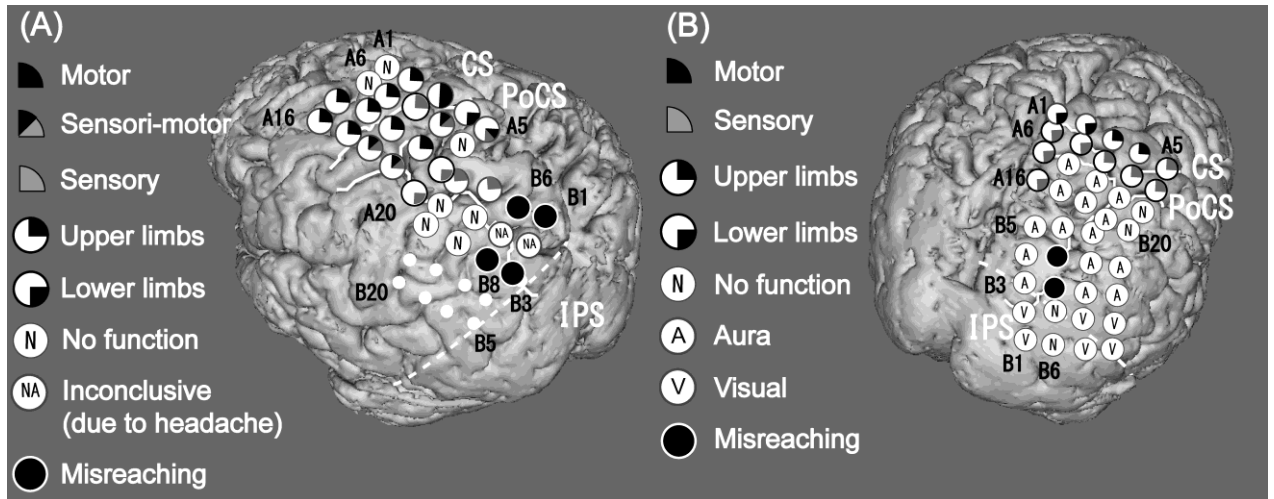 (A)
Motor
Sensori-motor
Sensory
Upper limbs
Lower limbs
N No function
NA Inconclusive
(due to headache)
Misreaching
A1
A6
CS
PoCS
A16
A5
N
N
N
B6
B1
A20
N
N
N
N
NA
NA
B20
B8
B3
IPS
B5
(B)
Motor
Sensory
Upper limbs
Lower limbs
N No function
A Aura
V Visual
Misreaching
A1
A6
A5
A16
CS
PoCS
A
A A
A A N
B5 A A A N
B20
A A A
B3 A A A
IPS
V N V V
V N V V
B1
B6